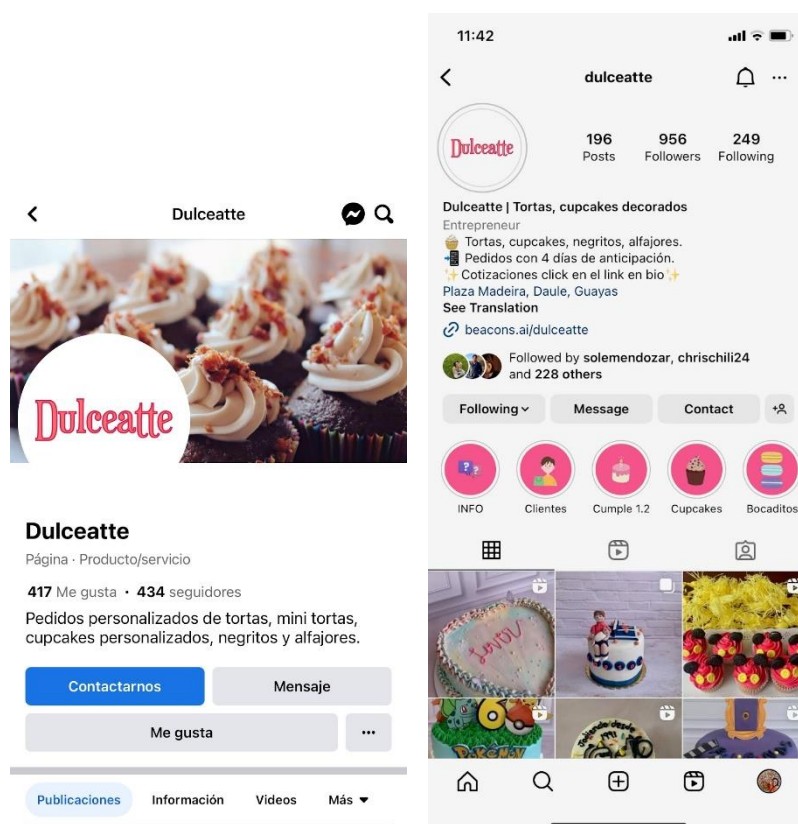 Dulceatte
Dulceatte
Dulceatte
Página · Producto/servicio
417 Me gusta • 434 seguidores
Pedidos personalizados de tortas, mini tortas,
cupcakes personalizados, negritos y alfajores.
Contactarnos
Mensaje
Me gusta
Publicaciones
Información
Videos
Más
11:42
dulceatte
Dulceatte
196
956
249
Posts
Followers
Following
Dulceatte | Tortas, cupcakes decorados
Entrepreneur
Tortas, cupcakes, negritos, alfajores.
Pedidos con 4 días de anticipación.
Cotizaciones click en el link en bio
Plaza Madeira, Daule, Guayas
See Translation
beacons.ai/dulceatte
Followed by solemendozar, chrischili24
and 228 others
Following
Message
Contact
INFO
Clientes
Cumple 1.2
Cupcakes
Bocaditos
Lover
6
POKéMON